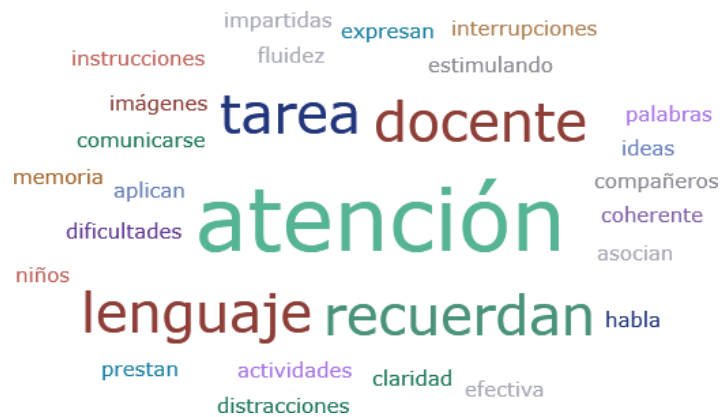 impartidas
expresan
interrupciones
instrucciones
fluidez
estimulando
imágenes
tarea
docente
palabras
comunicarse
ideas
memoria
aplican
atención
compañeros
dificultades
coherente
asocian
niños
lenguaje
recuerdan
habla
prestan
actividades
claridad
efectiva
distracciones